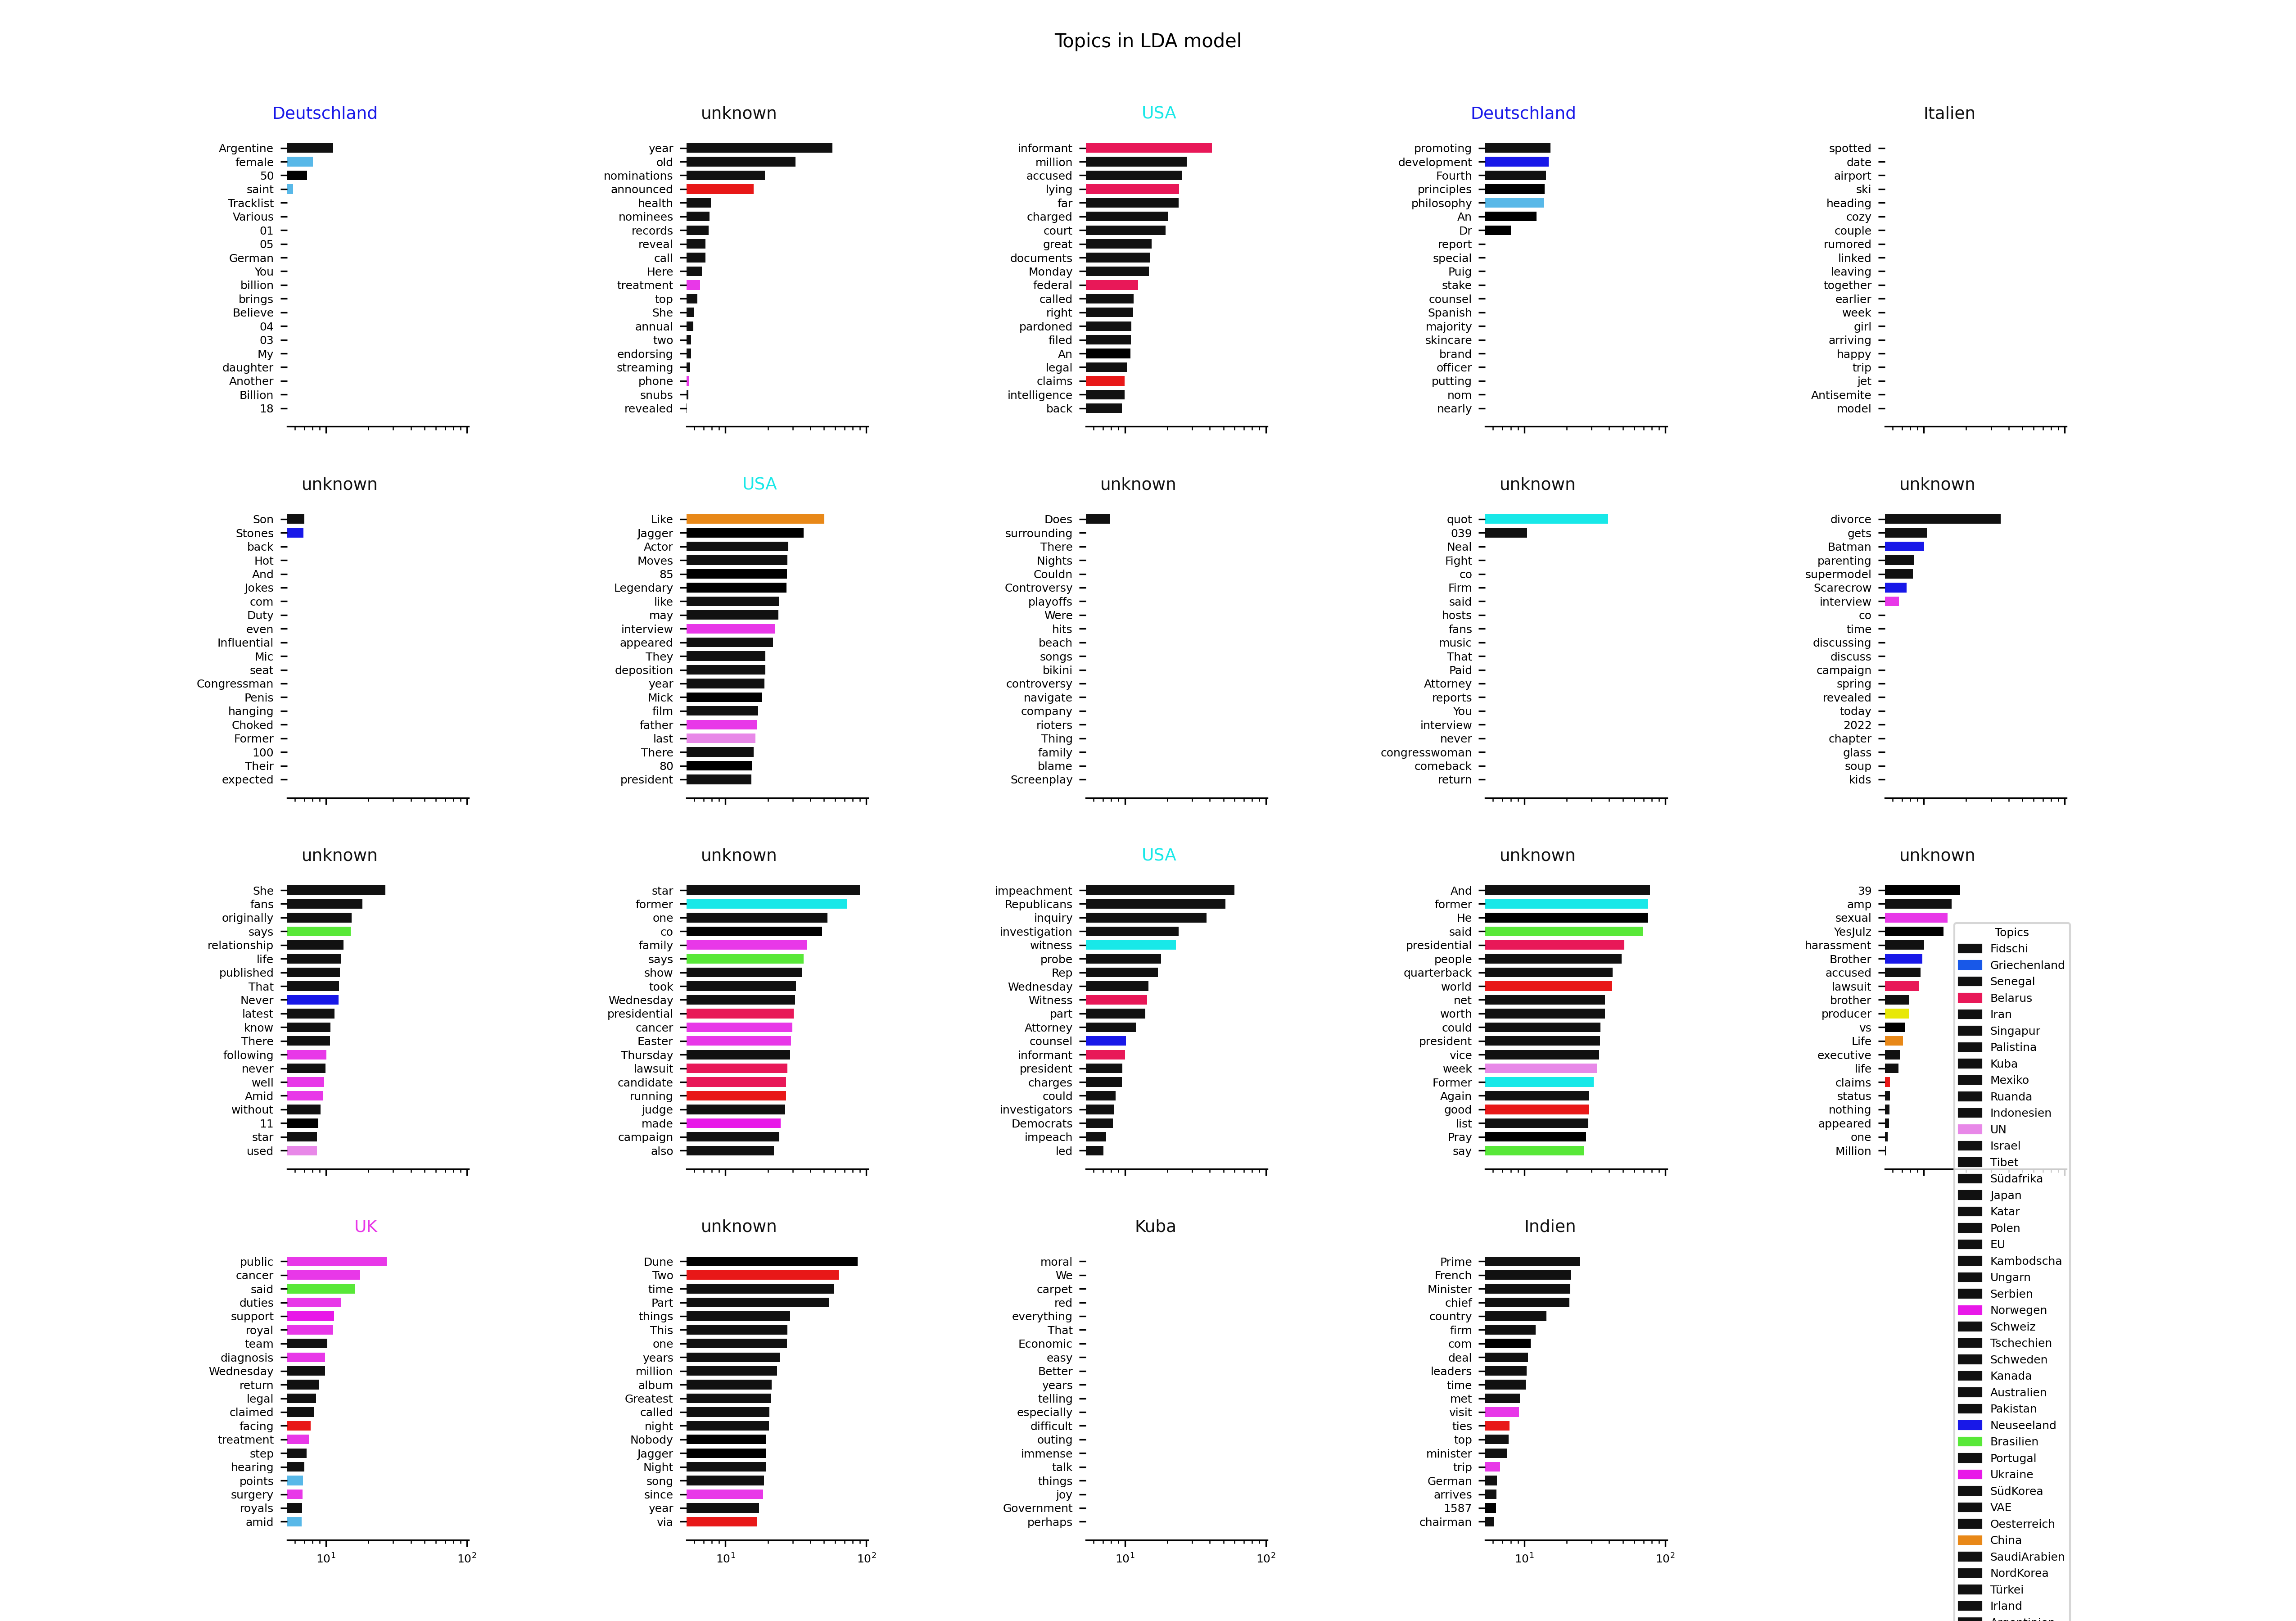 Topics in LDA model
Deutschland
Argentine
female
50
saint
Tracklist
Various
01
05
German
You
billion
brings
Believe
04
03
My
daughter
Another
Billion
18
unknown
year
old
nominations
announced
health
nominees
records
reveal
call
Here
treatment
top
She
annual
two
endorsing
streaming
phone
snubs
revealed
USA
informant
million
accused
lying
far
charged
court
great
documents
Monday
federal
called
right
pardoned
filed
An
legal
claims
intelligence
back
Deutschland
promoting
development
Fourth
principles
philosophy
An
Dr
report
special
Puig
stake
counsel
Spanish
majority
skincare
brand
officer
putting
nom
nearly
Italien
spotted
date
airport
ski
heading
cozy
couple
rumored
linked
leaving
together
earlier
week
girl
arriving
happy
trip
jet
Antisemite
model
unknown
Son
Stones
back
Hot
And
Jokes
com
Duty
even
Influential
Mic
seat
Congressman
Penis
hanging
Choked
Former
100
Their
expected
USA
Like
Jagger
Actor
Moves
85
Legendary
like
may
interview
appeared
They
deposition
year
Mick
film
father
last
There
80
president
unknown
Does
surrounding
There
Nights
Couldn
Controversy
playoffs
Were
hits
beach
songs
bikini
controversy
navigate
company
rioters
Thing
family
blame
Screenplay
unknown
quot
039
Neal
Fight
co
Firm
said
hosts
fans
music
That
Paid
Attorney
reports
You
interview
never
congresswoman
comeback
return
unknown
divorce
gets
Batman
parenting
supermodel
Scarecrow
interview
co
time
discussing
discuss
campaign
spring
revealed
today
2022
chapter
glass
soup
kids
unknown
She
fans
originally
says
relationship
life
published
That
Never
latest
know
There
following
never
well
Amid
without
11
star
used
unknown
star
former
one
co
family
says
show
took
Wednesday
presidential
cancer
Easter
Thursday
lawsuit
candidate
running
judge
made
campaign
also
USA
impeachment
Republicans
inquiry
investigation
witness
probe
Rep
Wednesday
Witness
part
Attorney
counsel
informant
president
charges
could
investigators
Democrats
impeach
led
unknown
And
former
He
said
presidential
people
quarterback
world
net
worth
could
president
vice
week
Former
Again
good
list
Pray
say
unknown
39
amp
sexual
YesJulz
harassment
Brother
accused
lawsuit
brother
producer
vs
Life
executive
life
claims
status
nothing
appeared
one
Million
UK
public
cancer
said
duties
support
royal
team
diagnosis
Wednesday
return
legal
claimed
facing
treatment
step
hearing
points
surgery
royals
amid
10¹ 10²
unknown
Dune
Two
time
Part
things
This
one
years
million
album
Greatest
called
night
Nobody
Jagger
Night
song
since
year
via
10¹ 10²
Kuba
moral
We
carpet
red
everything
That
Economic
easy
Better
years
telling
especially
difficult
outing
immense
talk
things
joy
Government
perhaps
10¹ 10²
Indien
Prime
French
Minister
chief
country
firm
com
deal
leaders
time
met
visit
ties
top
minister
trip
German
arrives
1587
chairman
10¹ 10²
Topics
Fidschi
Griechenland
Senegal
Belarus
Iran
Singapur
Palistina
Kuba
Mexiko
Ruanda
Indonesien
UN
Israel
Tibet
Südafrika
Japan
Katar
Polen
EU
Kambodscha
Ungarn
Serbien
Norwegen
Schweiz
Tschechien
Schweden
Kanada
Australien
Pakistan
Neuseeland
Brasilien
Portugal
Ukraine
SüdKorea
VAE
Oesterreich
China
SaudiArabien
NordKorea
Türkei
Irland